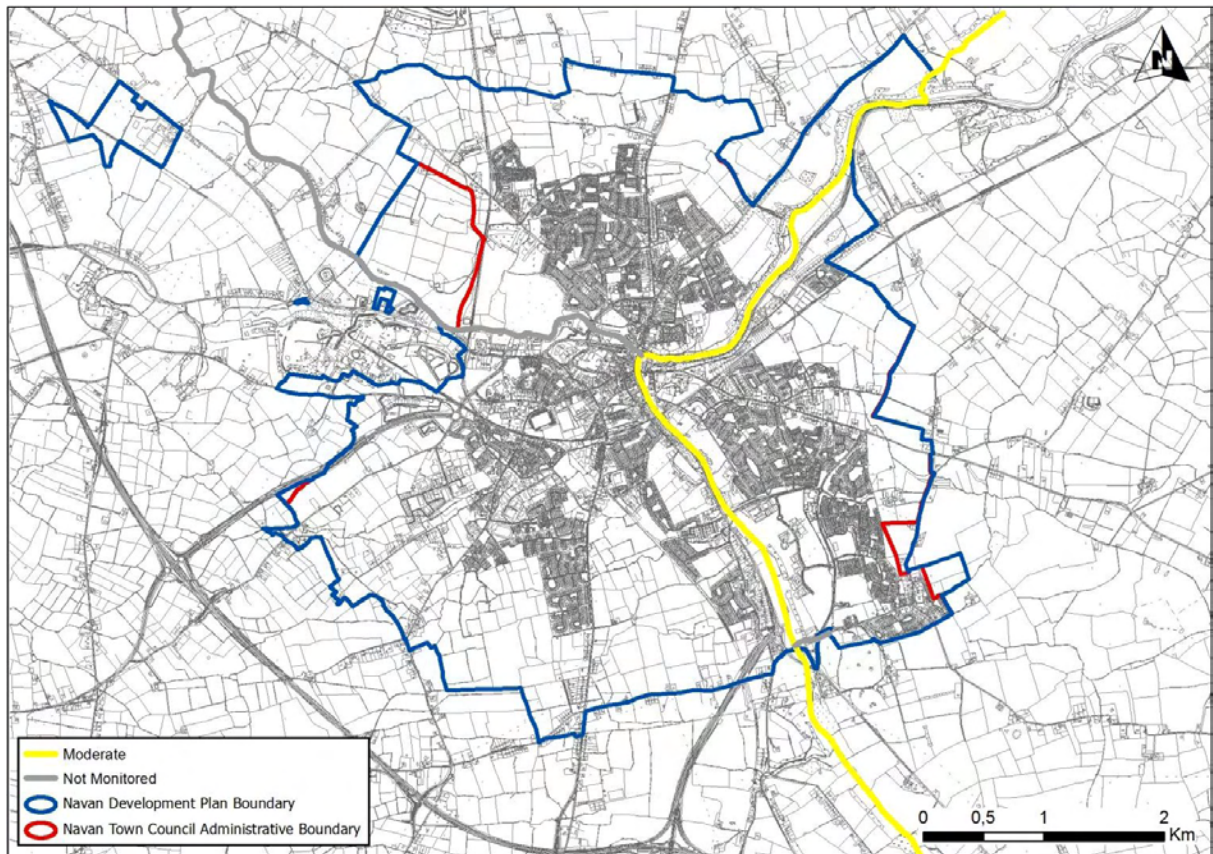 N
Moderate
Not Monitored
Navan Development Plan Boundary
Navan Town Council Administrative Boundary
0 0,5 1 2
Km